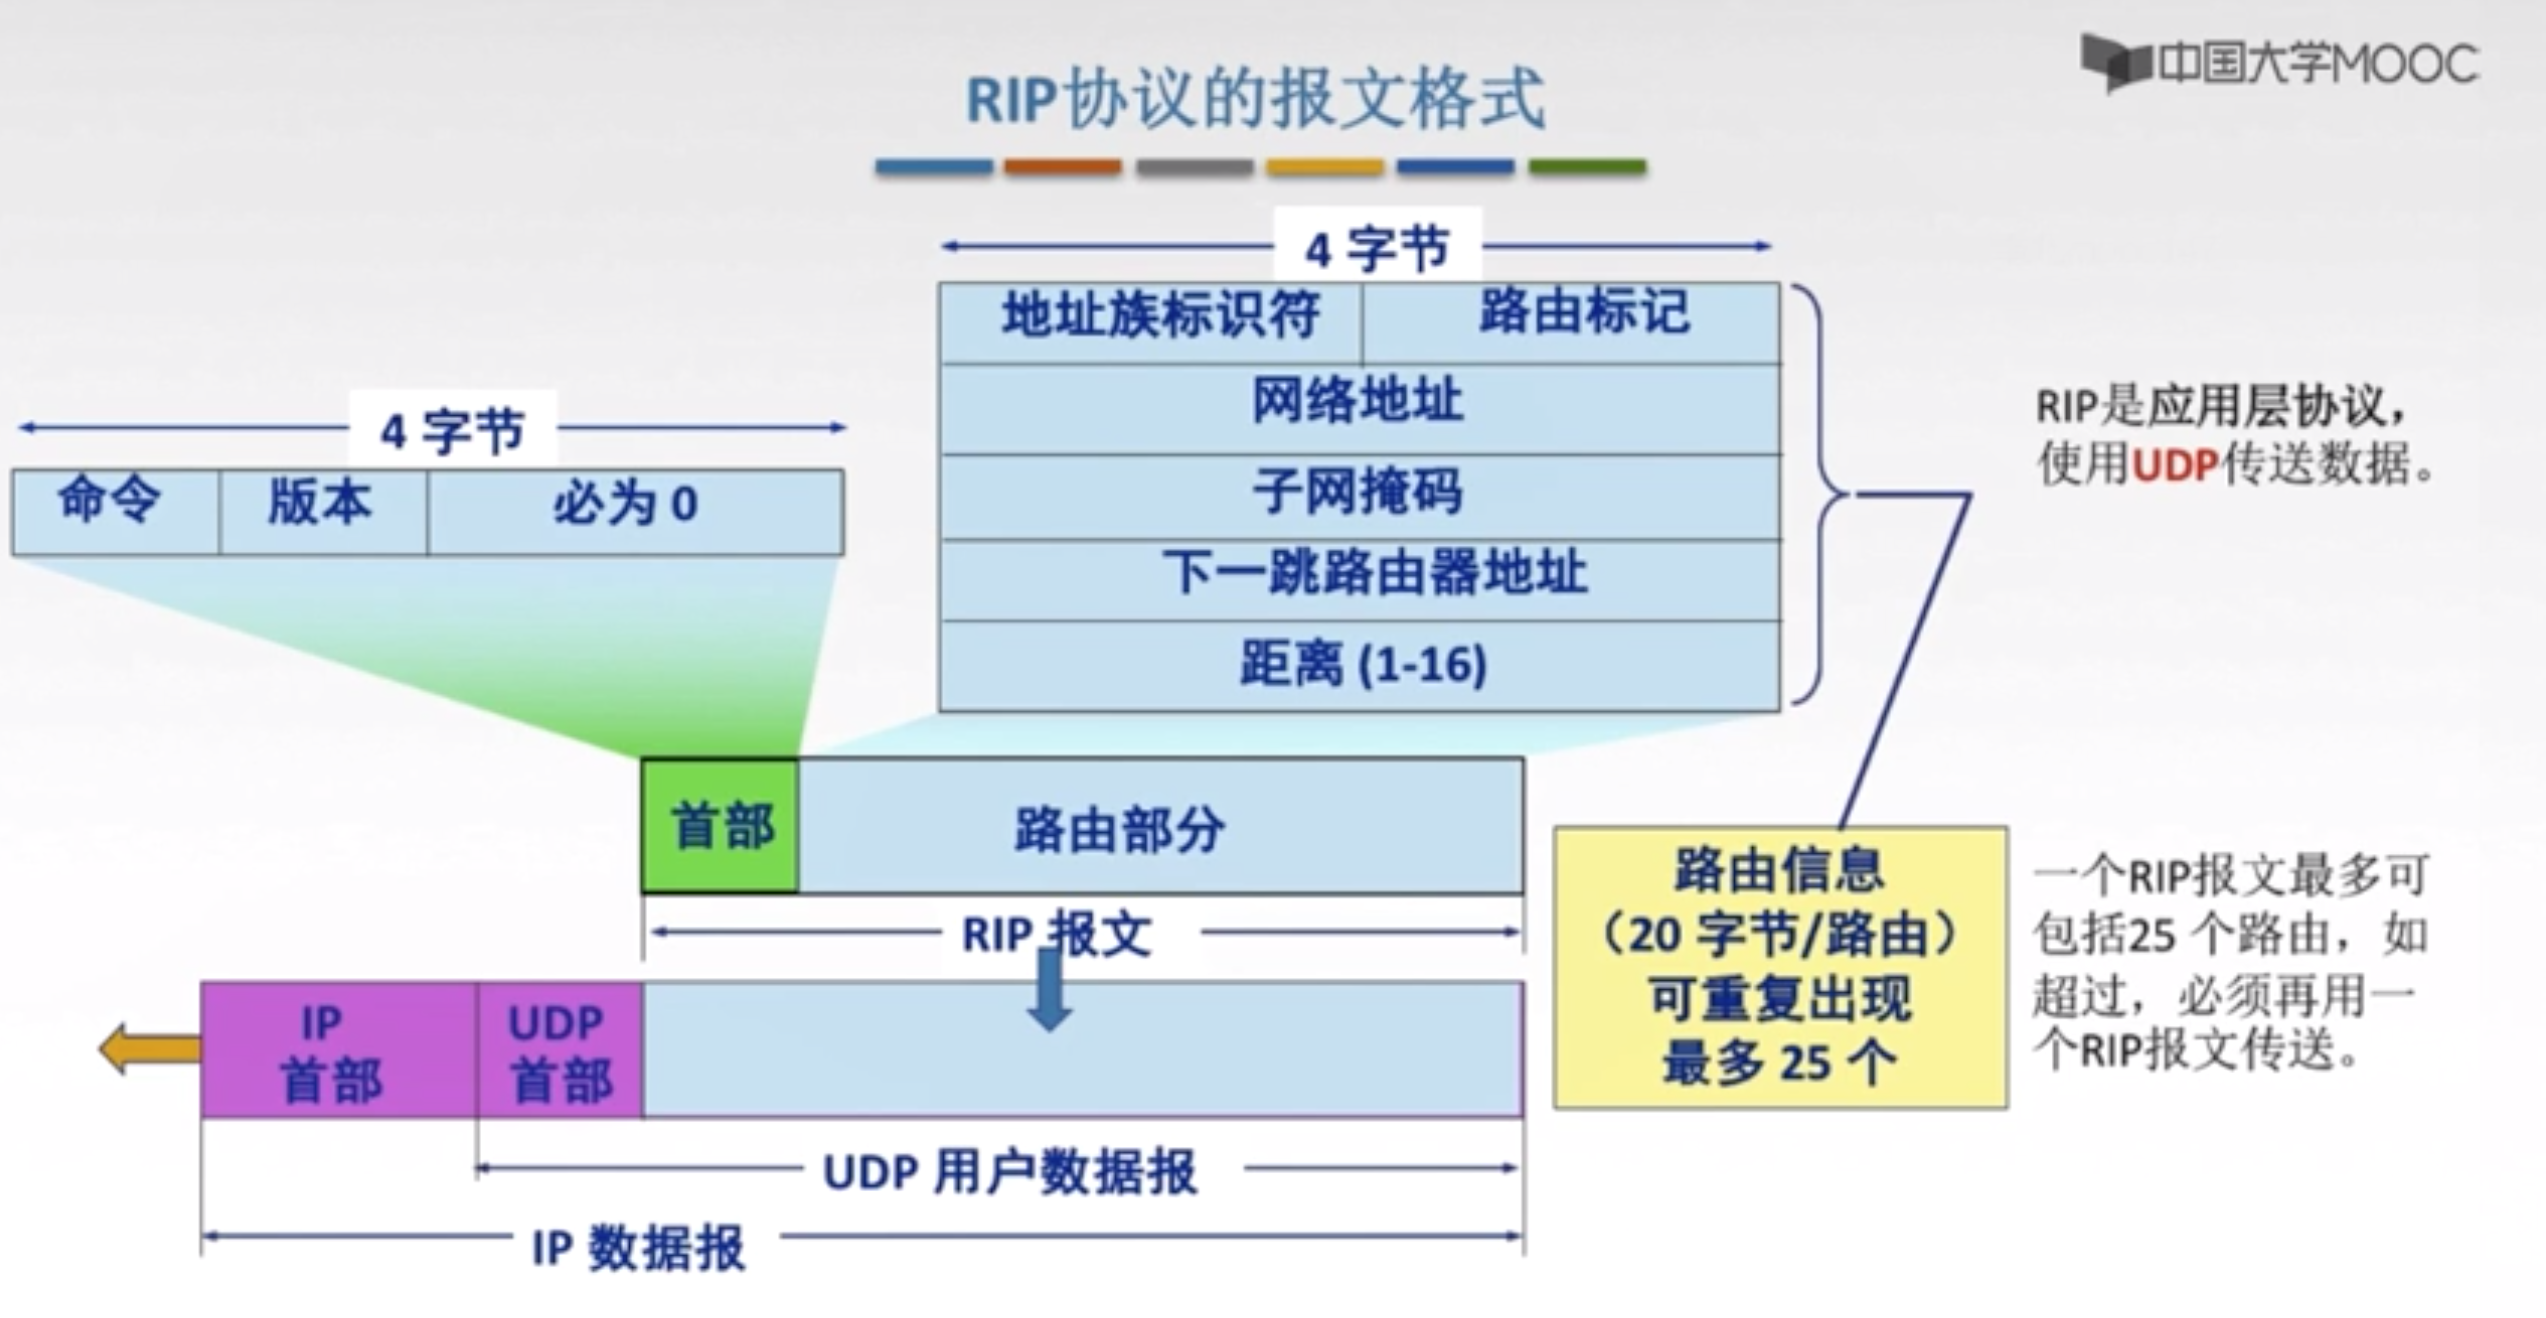 中国大学MOOC
RIP协议的报文格式
4 字节
地址族标识符
路由标记
网络地址
子网掩码
下一跳路由器地址
距离 (1-16)
4 字节
命令
版本
必为 0
RIP是应用层协议，
使用UDP传送数据。
首部
路由部分
RIP 报文
IP
首部
UDP
首部
UDP 用户数据报
IP 数据报
路由信息
（20 字节/路由）
可重复出现
最多 25 个
一个RIP报文最多可
包括25 个路由，如
超过，必须再用一
个RIP报文传送。